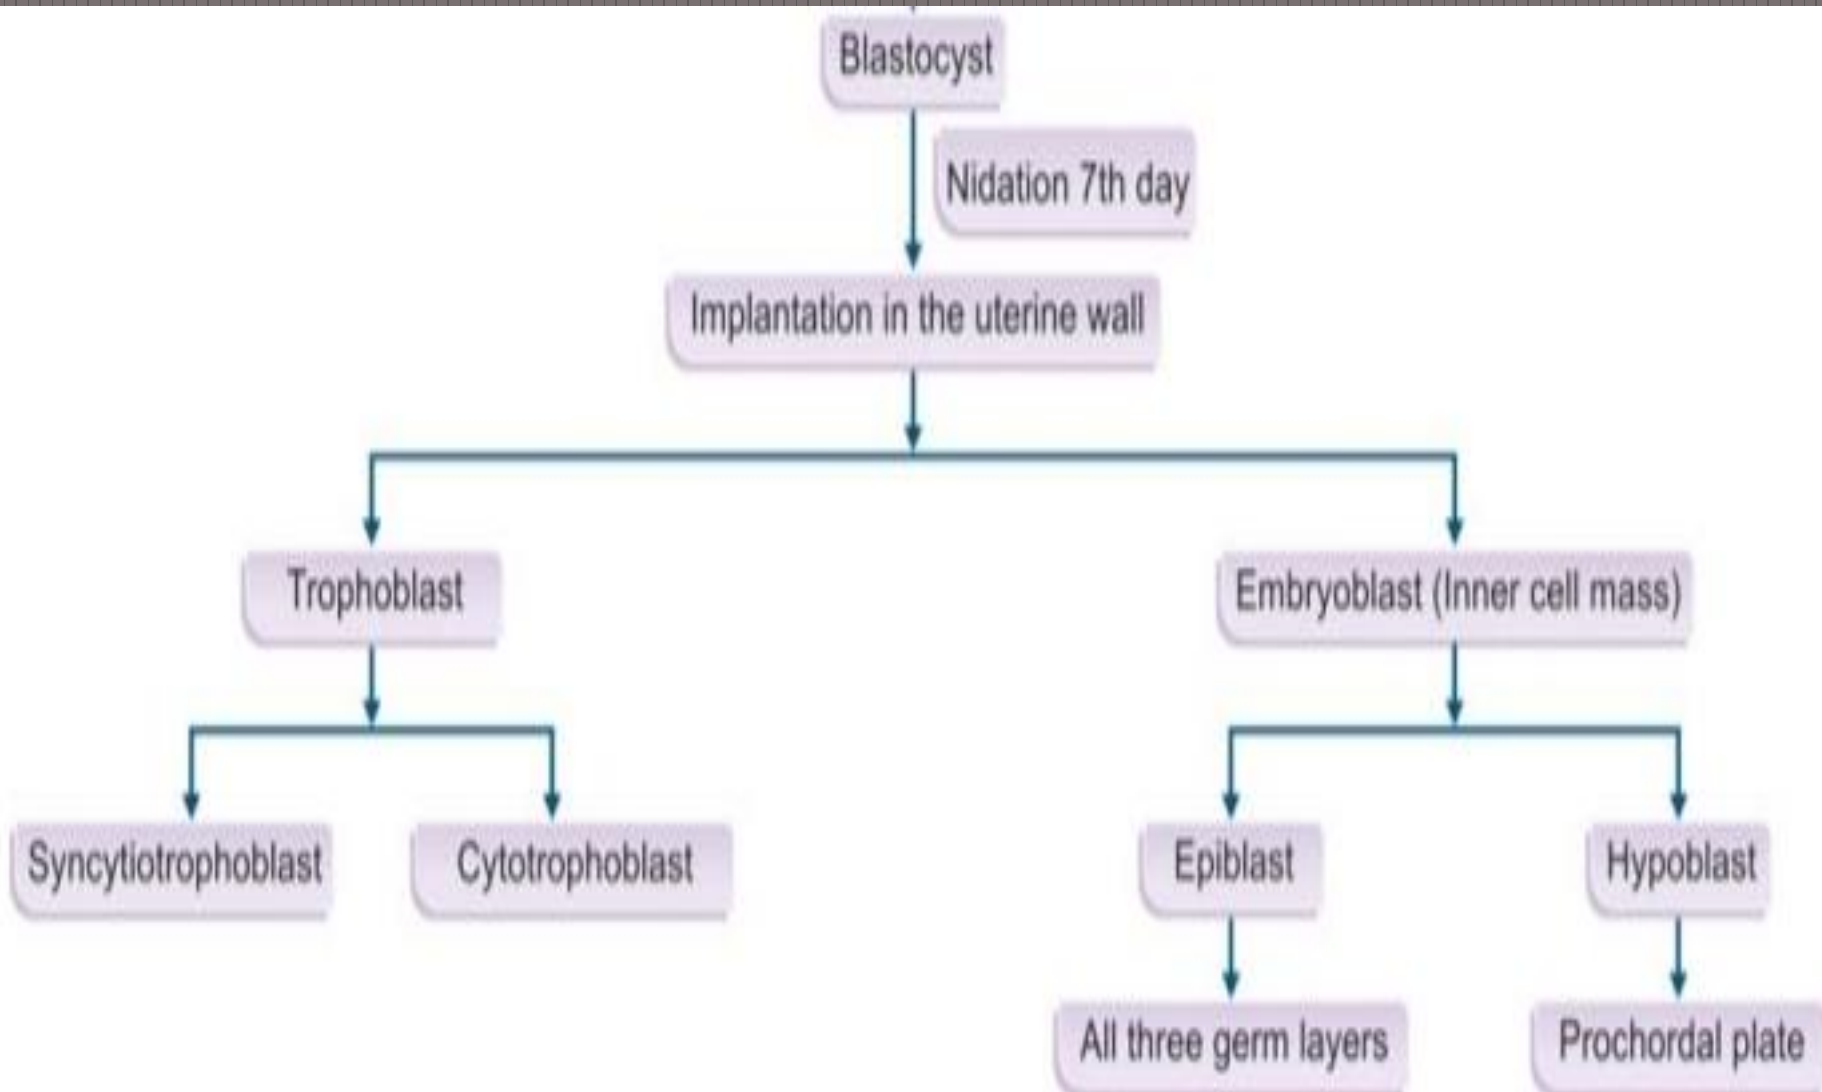 Blastocyst
Nidation 7th day
Implantation in the uterine wall
Trophoblast
Embryoblast (Inner cell mass)
Syncytiotrophoblast
Cytotrophoblast
Epiblast
Hypoblast
All three germ layers
Prochordal plate